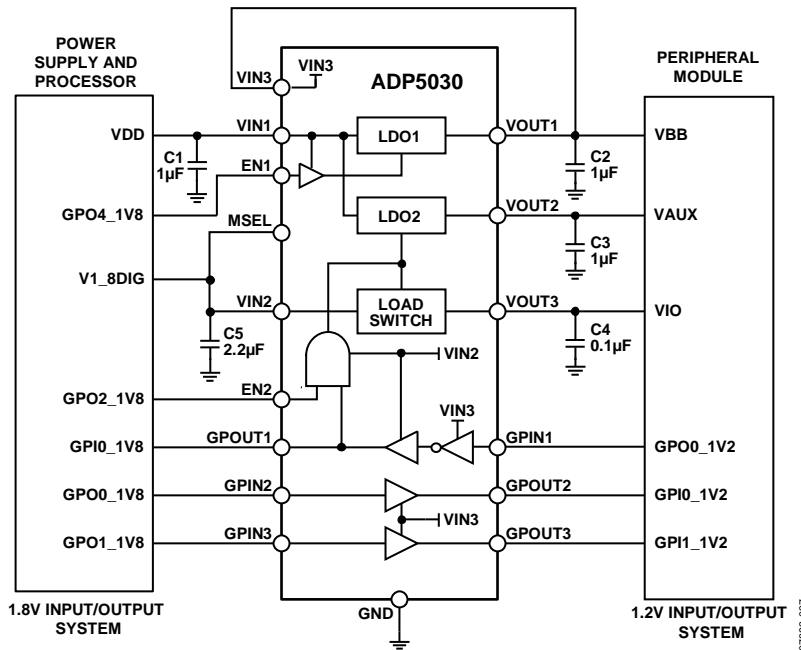 POWER
SUPPLY AND
PROCESSOR
VIN3
VIN3
ADP5030
PERIPHERAL
MODULE
VDD
VIN1
LDO1
VOUT1
VBB
C1
1µF
EN1
C2
1µF
GPO4_1V8
MSEL
LDO2
VOUT2
VAUX
C3
1µF
V1_8DIG
VIN2
LOAD
SWITCH
VOUT3
VIO
C5
2.2µF
C4
0.1µF
VIN2
GPO2_1V8
EN2
VIN3
GPI0_1V8
GPOUT1
GPIN1
GPO0_1V2
GPO0_1V8
GPIN2
GPOUT2
GPI0_1V2
VIN3
GPO1_1V8
GPIN3
GPOUT3
GPI1_1V2
GND
1.8V INPUT/OUTPUT
SYSTEM
1.2V INPUT/OUTPUT
SYSTEM